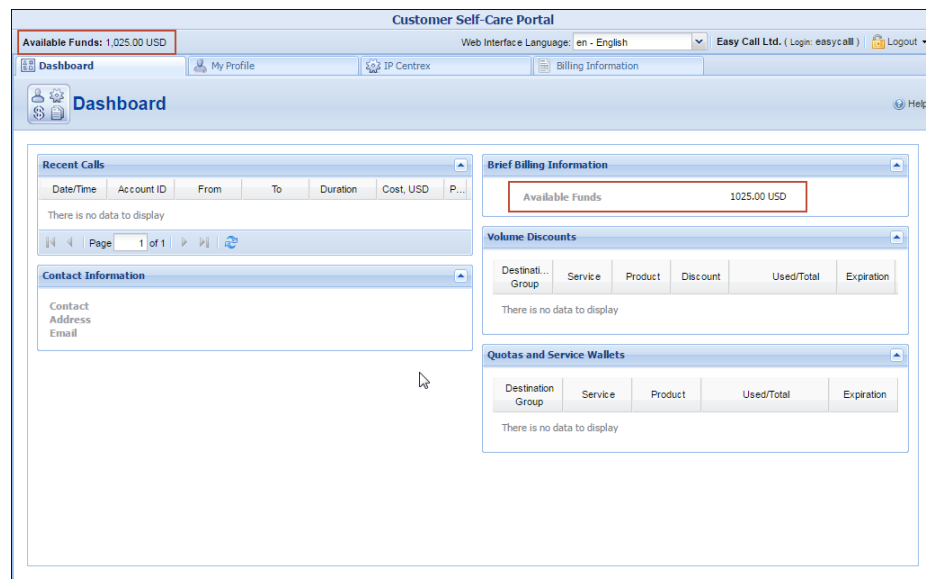 Customer Self-Care Portal
Available Funds: 1,025.00 USD
Web Interface Language: en - English
Easy Call Ltd. ( Login: easycall )
Logout
Dashboard
My Profile
IP Centrex
Billing Information
Dashboard
Help
Recent Calls
Date/Time Account ID From To Duration Cost, USD P...
There is no data to display
Page 1 of 1
Contact Information
Contact
Address
Email
Brief Billing Information
Available Funds 1025.00 USD
Volume Discounts
Destinati... Group Service Product Discount Used/Total Expiration
There is no data to display
Quotas and Service Wallets
Destination Group Service Product Used/Total Expiration
There is no data to display